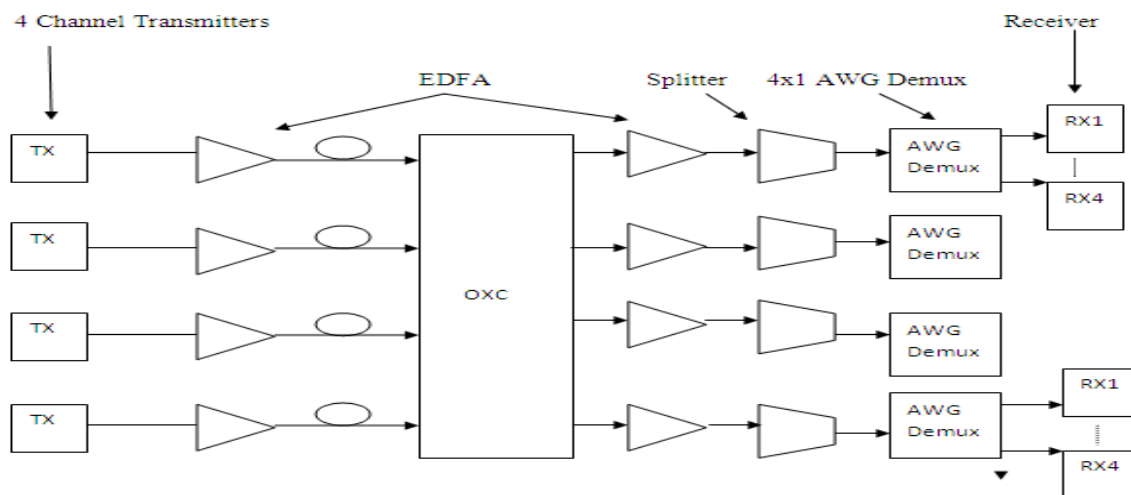 4 Channel Transmitters
Receiver
EDFA
Splitter
4x1 AWG Demux
TX
AWG
Demux
RX1
RX4
TX
AWG
Demux
OXC
TX
AWG
Demux
TX
AWG
Demux
RX1
RX4